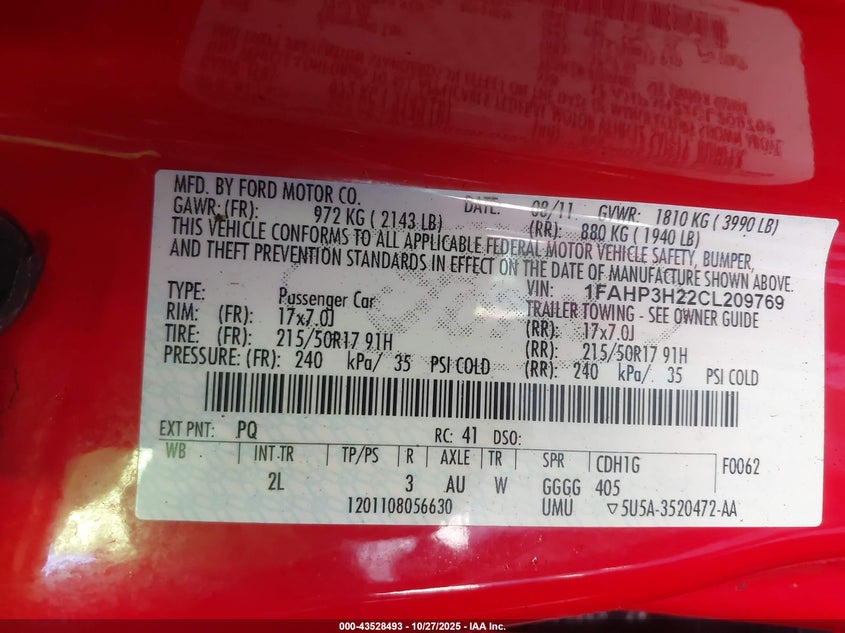 MFD. BY FORD MOTOR CO. DATE: 08/11 GVWR: 1810 KG ( 3990 LB)
GAWR: (FR): 972 KG ( 2143 LB) (RR): 880 KG ( 1940 LB)
THIS VEHICLE CONFORMS TO ALL APPLICABLE FEDERAL MOTOR VEHICLE SAFETY, BUMPER,
AND THEFT PREVENTION STANDARDS IN EFFECT ON THE DATE OF MANUFACTURE SHOWN ABOVE.
VIN: 1FAHP3H22CL209769
TYPE: Passenger Car TRAILER TOWING - SEE OWNER GUIDE
RIM: (FR): 17x7.0J (RR): 17x7.0J
TIRE: (FR): 215/50R17 91H (RR): 215/50R17 91H
PRESSURE: (FR): 240 kPa/ 35 PSI COLD (RR): 240 kPa/ 35 PSI COLD
EXT PNT: PQ RC: 41 DSO:
WB INT TR TP/PS R AXLE TR SPR CDH1G F0062
2L 3 AU W GGGG 405
1201108056630 UMU ▽5U5A-3520472-AA
000-43528493 | 10/27/2025 - IAA Inc.